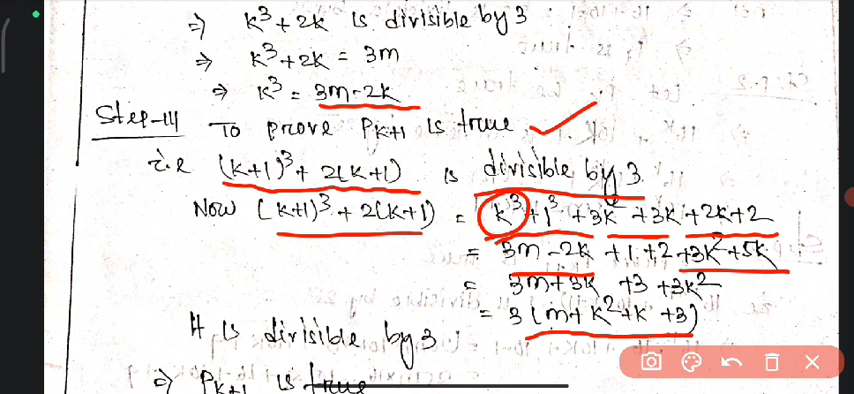 ⇒ k³ + 2k is divisible by 3
⇒ k³ + 2k = 3m
⇒ k³ = 3m - 2k
Step-III To prove Pk+1 is true
i.e (k+1)³ + 2(k+1) is divisible by 3
Now (k+1)³ + 2(k+1) = k³ + 1³ + 3k² + 3k + 2k + 2
= 3m - 2k + 1 + 2 + 3k² + 5k
= 3m + 3k + 3 + 3k²
= 3(m + k² + k + 3)
It is divisible by 3
⇒ Pk+1 is true